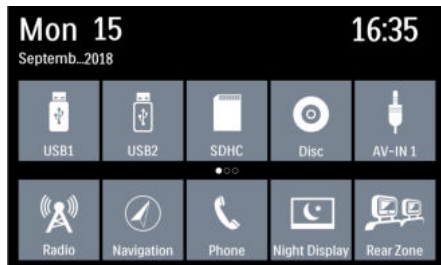 Mon 15 16:35
Septemb...2018
USB1 USB2 SDHC Disc AV-IN 1
Radio Navigation Phone Night Display Rear Zone